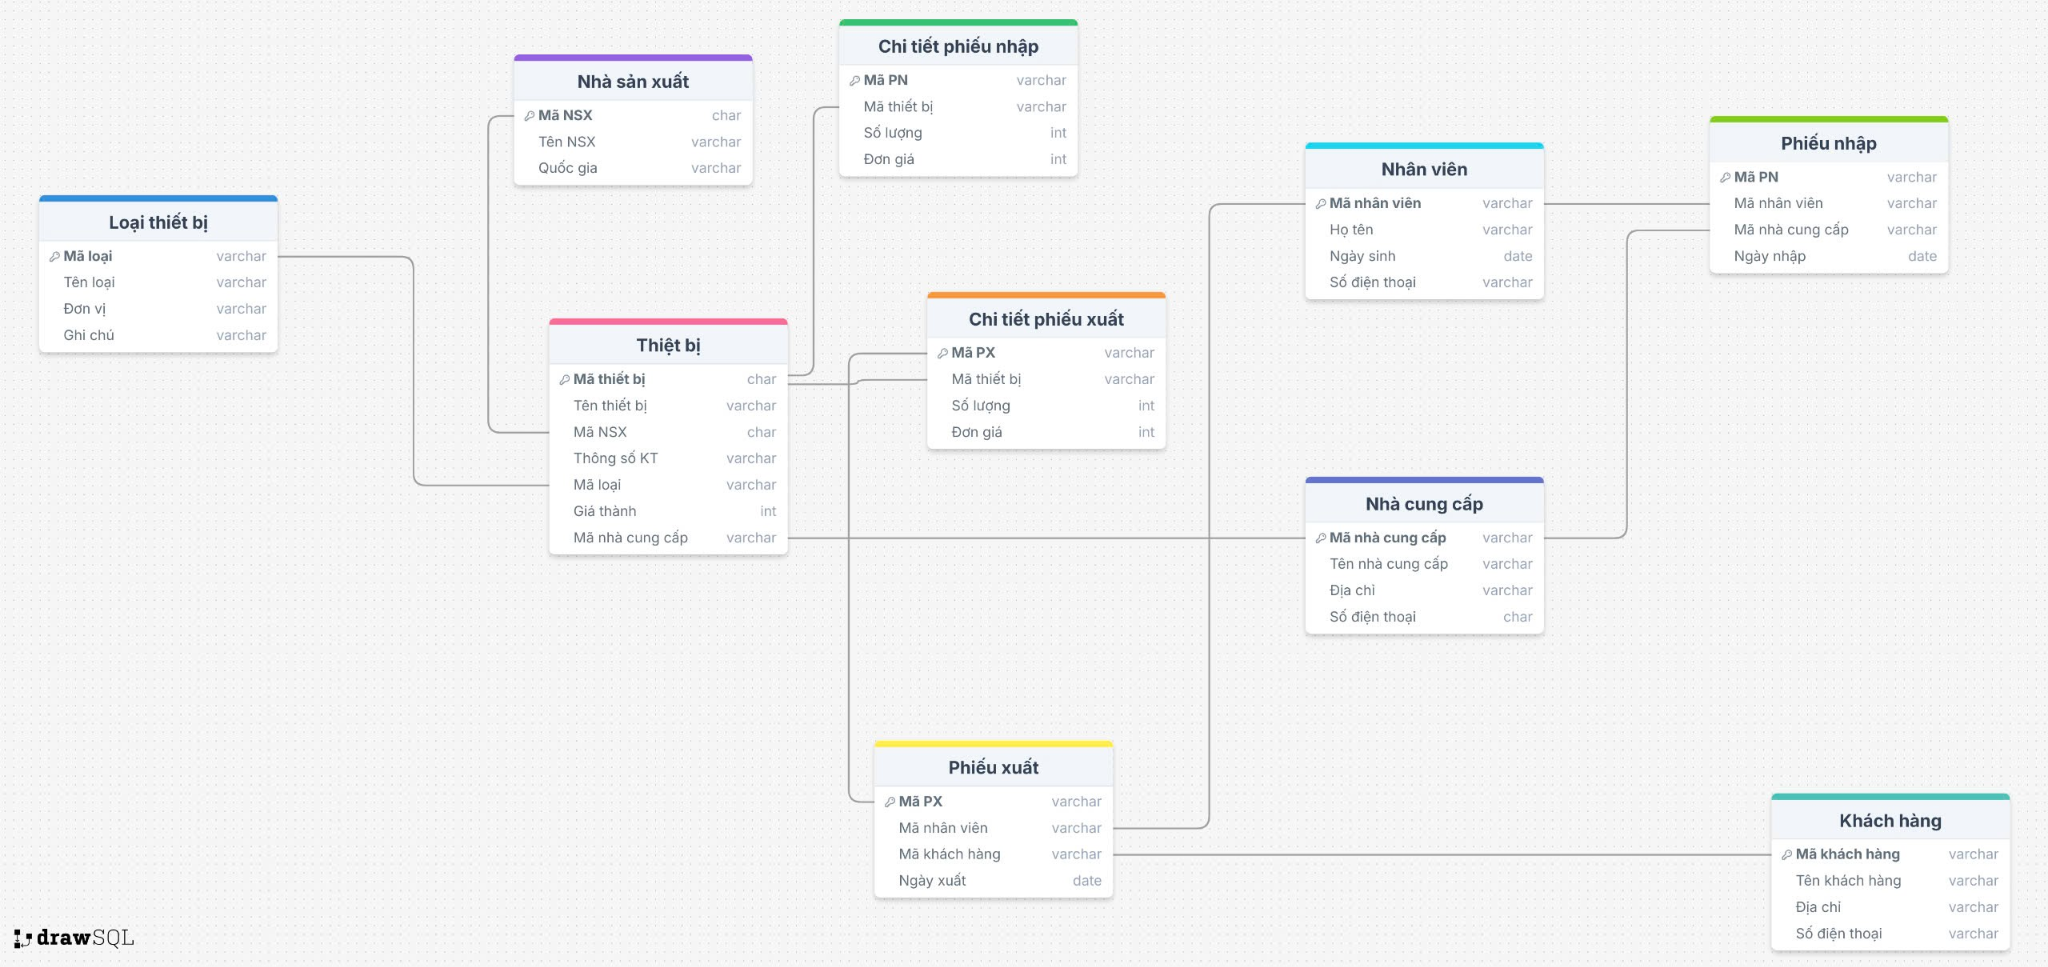 Loại thiết bị
Mã loại varchar
Tên loại varchar
Đơn vị varchar
Ghi chú varchar
Nhà sản xuất
Mã NSX char
Tên NSX varchar
Quốc gia varchar
Chi tiết phiếu nhập
Mã PN varchar
Mã thiết bị varchar
Số lượng int
Đơn giá int
Thiệt bị
Mã thiết bị char
Tên thiết bị varchar
Mã NSX char
Thông số KT varchar
Mã loại varchar
Giá thành int
Mã nhà cung cấp varchar
Chi tiết phiếu xuất
Mã PX varchar
Mã thiết bị varchar
Số lượng int
Đơn giá int
Nhân viên
Mã nhân viên varchar
Họ tên varchar
Ngày sinh date
Số điện thoại varchar
Phiếu nhập
Mã PN varchar
Mã nhân viên varchar
Mã nhà cung cấp varchar
Ngày nhập date
Nhà cung cấp
Mã nhà cung cấp varchar
Tên nhà cung cấp varchar
Địa chỉ varchar
Số điện thoại char
Phiếu xuất
Mã PX varchar
Mã nhân viên varchar
Mã khách hàng varchar
Ngày xuất date
Khách hàng
Mã khách hàng varchar
Tên khách hàng varchar
Địa chỉ varchar
Số điện thoại varchar
drawSQL